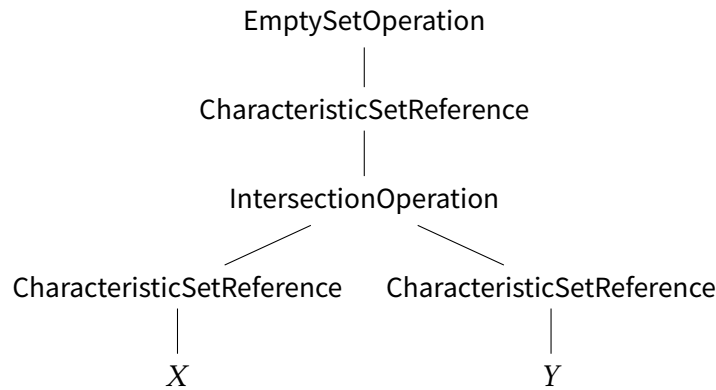 EmptySetOperation
CharacteristicSetReference
IntersectionOperation
CharacteristicSetReference CharacteristicSetReference
X Y